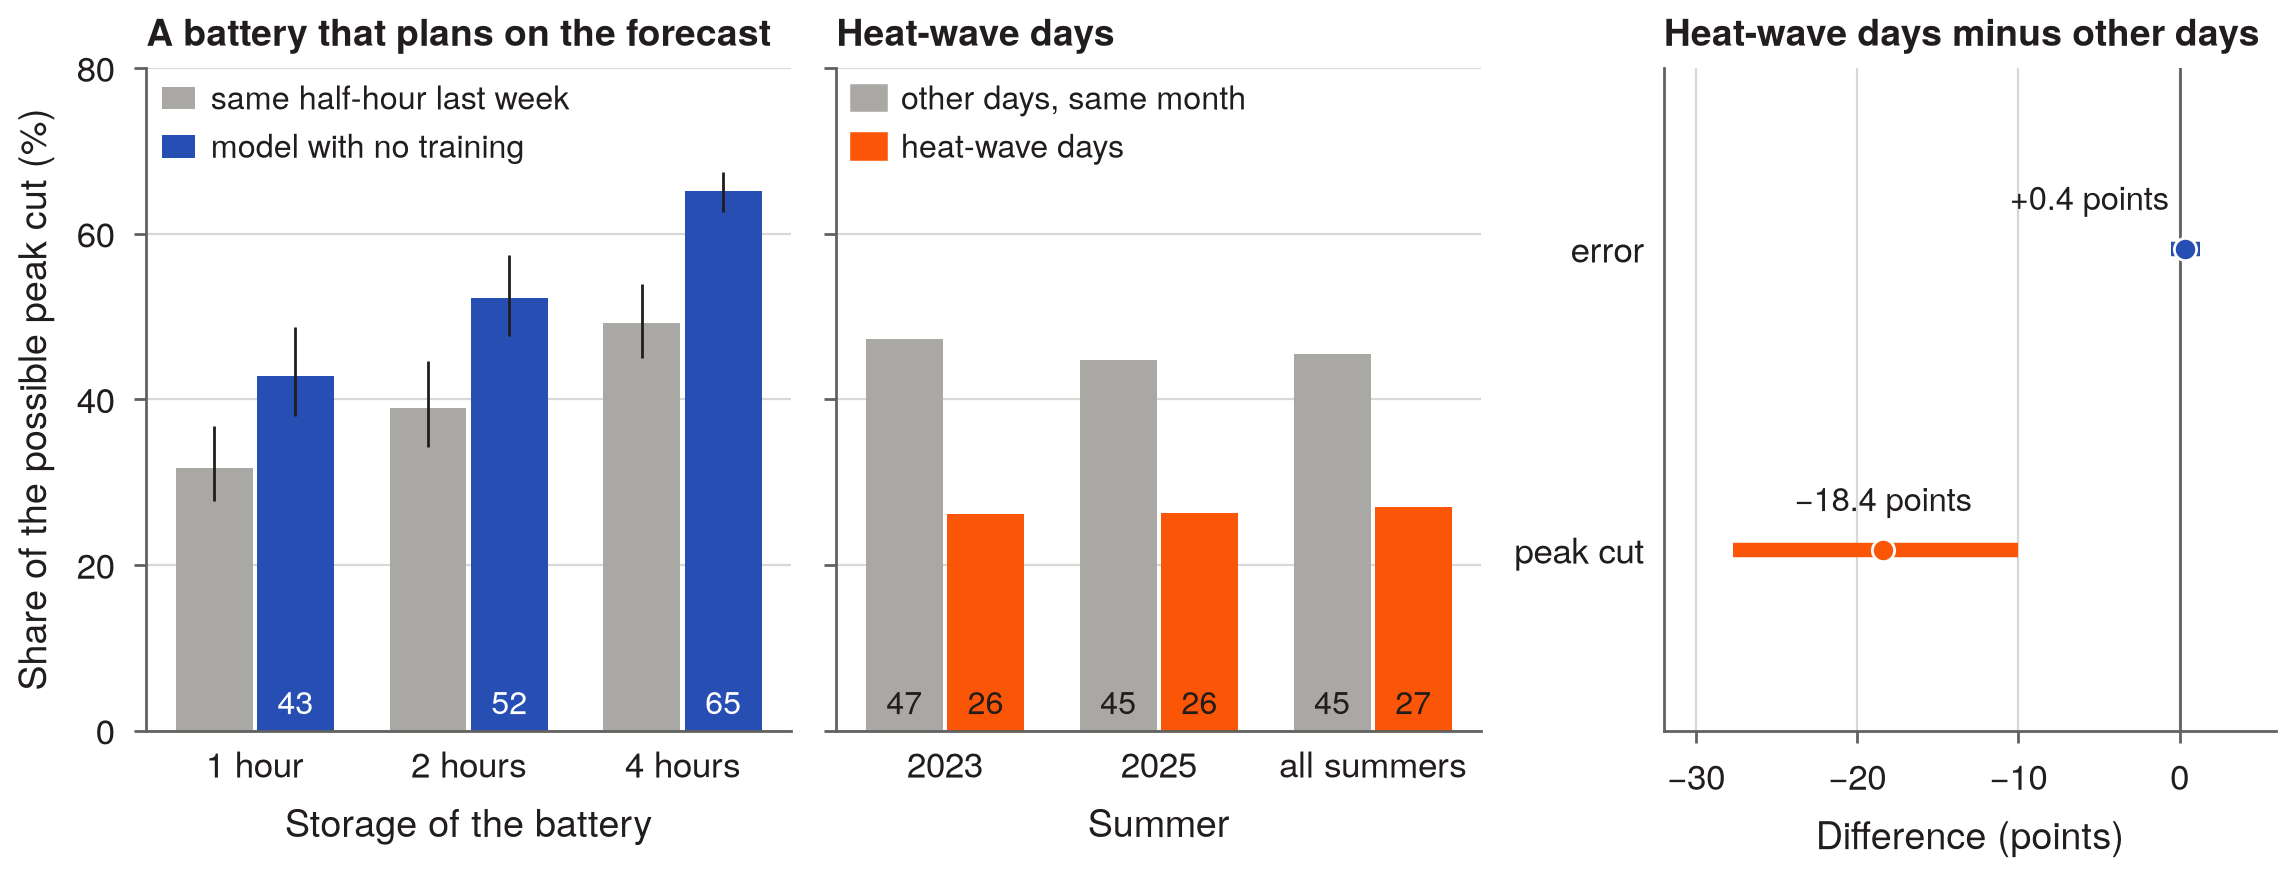 A battery that plans on the forecast
Share of the possible peak cut (%)
80
60
40
20
0
same half-hour last week
model with no training
43
52
65
1 hour
2 hours
4 hours
Storage of the battery
Heat-wave days
other days, same month
heat-wave days
47
26
45
26
45
27
2023
2025
all summers
Summer
Heat-wave days minus other days
+0.4 points
error
−18.4 points
peak cut
−30
−20
−10
0
Difference (points)